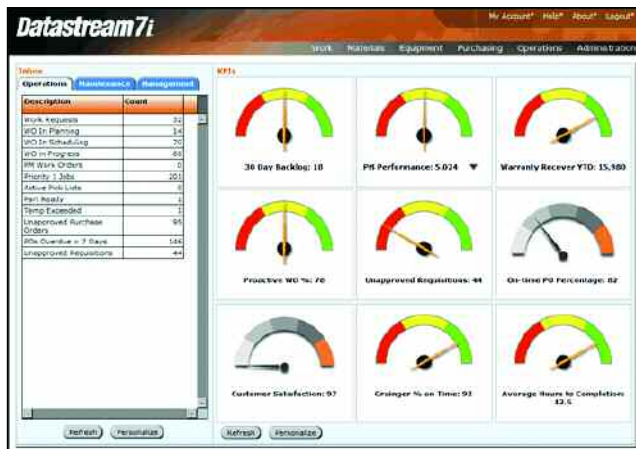 Datastream7i
My Account* Help* About* Logout*
Work Materials Equipment Purchasing Operations Administration
Inbox
Operations Maintenance Management
Description Count
Work Requests 32
WO In Planning 14
WO In Scheduling 70
WO in Progress
PM Work Orders 0
Priority 1 Jobs 201
Active Pick Lists 0
Part Ready 1
Temp Exceeded 1
Unapproved Purchase 95
Orders
POs Overdue > 7 Days 146
Unapproved Requisitions 44
Refresh Personalize
KPIs
30 Day Backlog: 18
PM Performance: 5.024
Warranty Recover YTD: 15,980
Proactive WO %: 78
Unapproved Requisitions: 44
On-time PO Percentage: 82
Customer Satisfaction: 97
Grainger % on Time: 93
Average Hours to Completion:
12.5
Refresh Personalize